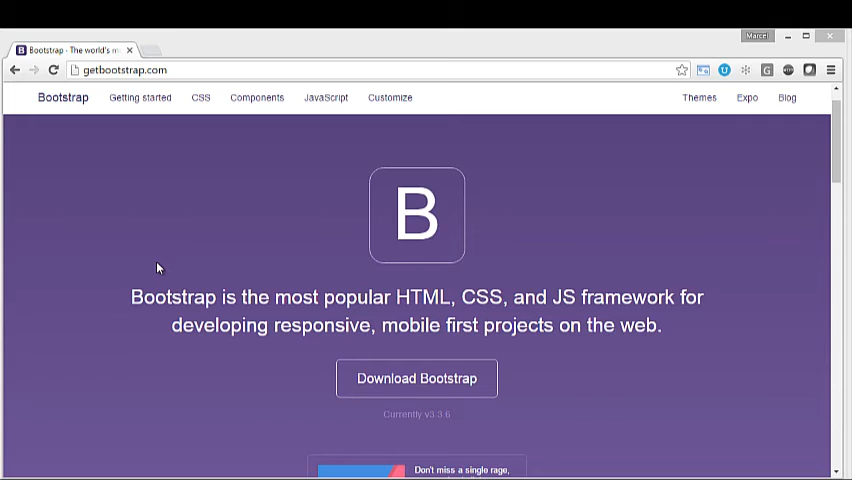 Marcel
Bootstrap · The world's m
getbootstrap.com
Bootstrap Getting started CSS Components JavaScript Customize Themes Expo Blog
B
Bootstrap is the most popular HTML, CSS, and JS framework for
developing responsive, mobile first projects on the web.
Download Bootstrap
Currently v3.3.6
Don't miss a single rage,